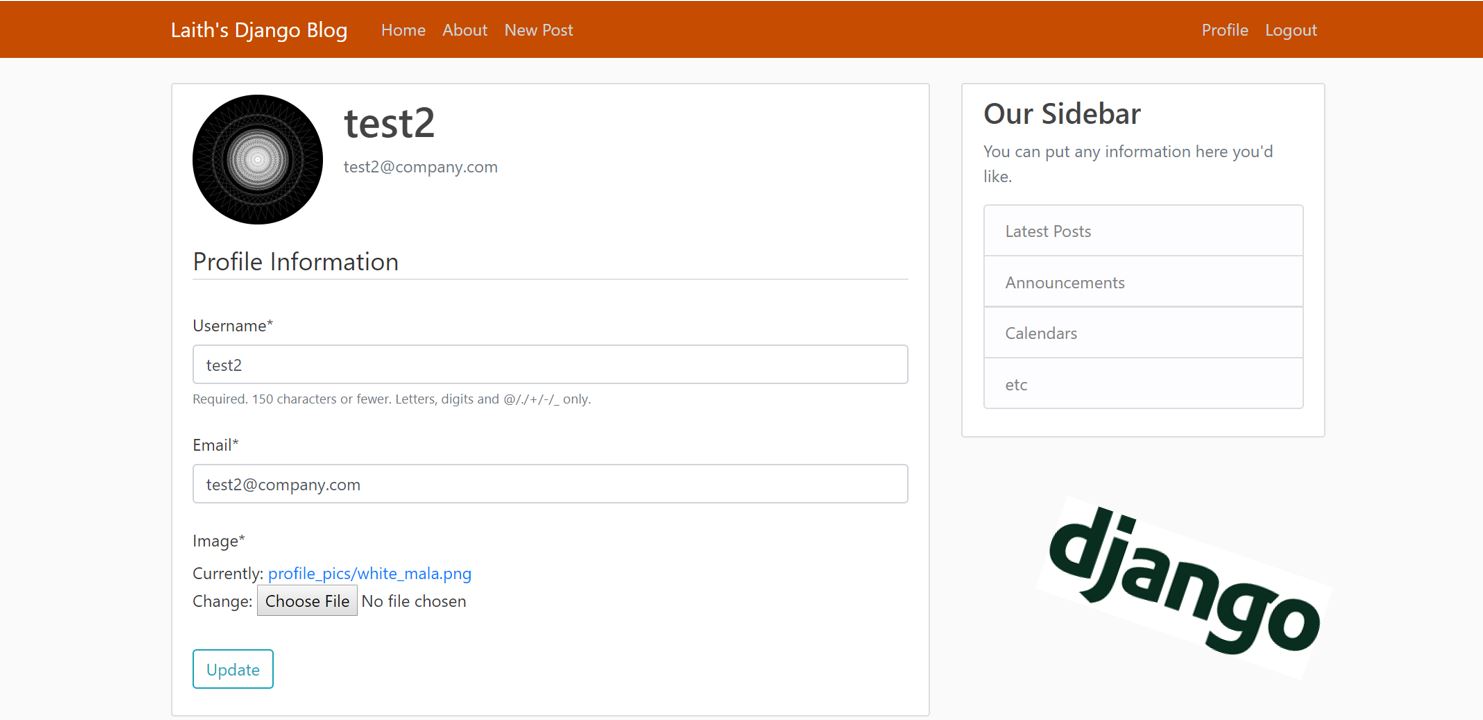 Laith's Django Blog Home About New Post Profile Logout
test2
test2@company.com
Profile Information
Username*
test2
Required. 150 characters or fewer. Letters, digits and @/./+/-/_ only.
Email*
test2@company.com
Image*
Currently: profile_pics/white_mala.png
Change: Choose File No file chosen
Update
Our Sidebar
You can put any information here you'd
like.
Latest Posts
Announcements
Calendars
etc
django